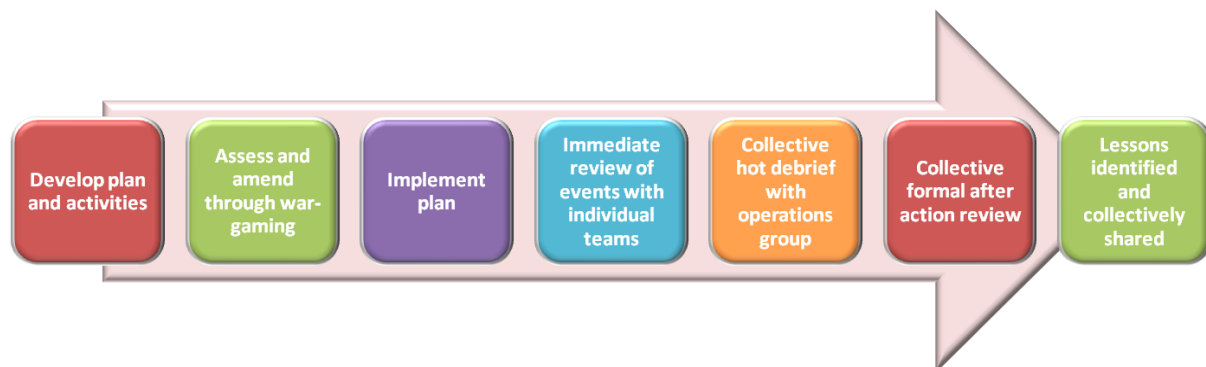 Develop plan
and activities
Assess and
amend
through war-
gaming
Implement
plan
Immediate
review of
events with
individual
teams
Collective
hot debrief
with
operations
group
Collective
formal after
action review
Lessons
identified
and
collectively
shared